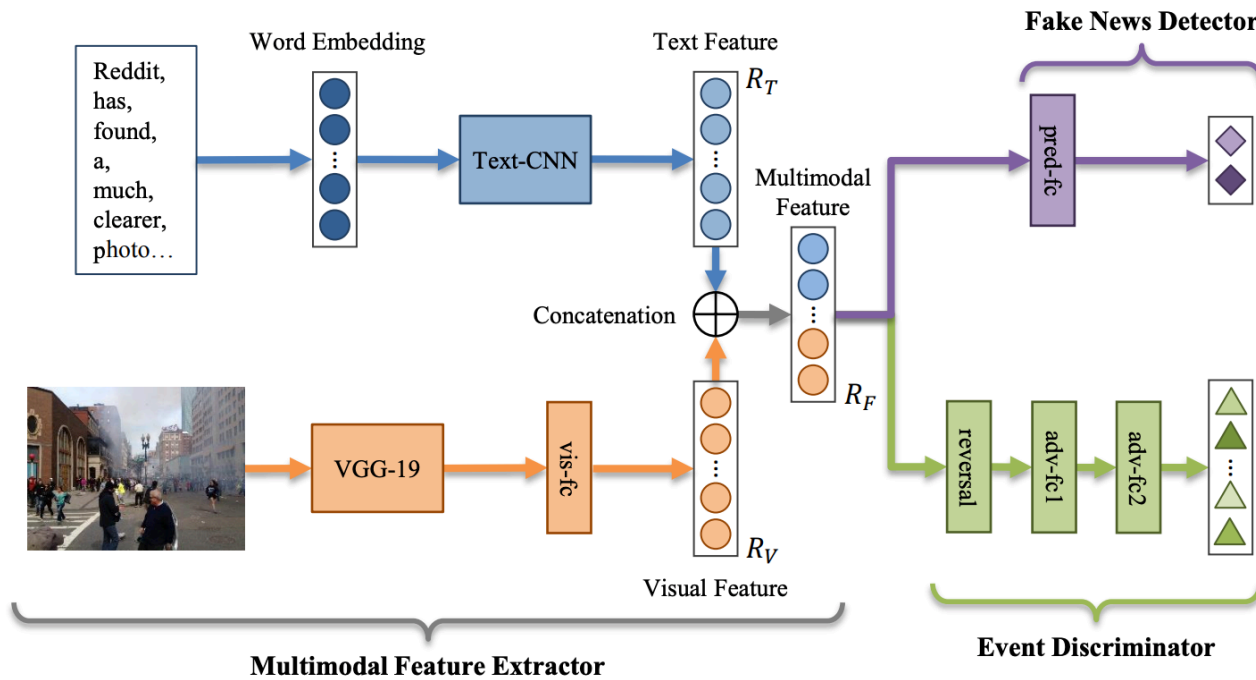 Fake News Detector
Word Embedding
Text Feature
Reddit,
has,
found,
a,
much,
clearer,
photo…
...
Text-CNN
R_T
...
pred-fc
Multimodal
Feature
Concatenation
...
R_F
VGG-19
vis-fc
...
R_V
Visual Feature
reversal
adv-fc1
adv-fc2
...
Multimodal Feature Extractor
Event Discriminator